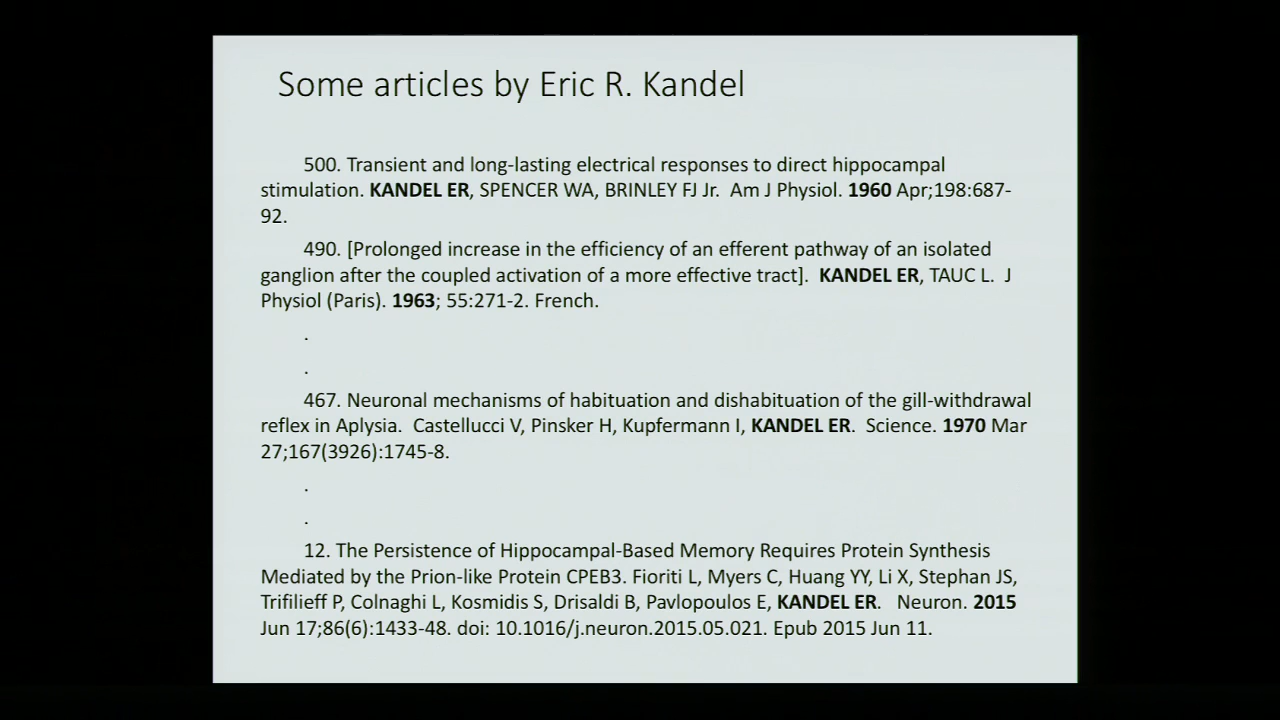 Some articles by Eric R. Kandel
500. Transient and long-lasting electrical responses to direct hippocampal
stimulation. KANDEL ER, SPENCER WA, BRINLEY FJ Jr. Am J Physiol. 1960 Apr;198:687-
92.
490. [Prolonged increase in the efficiency of an efferent pathway of an isolated
ganglion after the coupled activation of a more effective tract]. KANDEL ER, TAUC L. J
Physiol (Paris). 1963; 55:271-2. French.
.
.
467. Neuronal mechanisms of habituation and dishabituation of the gill-withdrawal
reflex in Aplysia. Castellucci V, Pinsker H, Kupfermann I, KANDEL ER. Science. 1970 Mar
27;167(3926):1745-8.
.
.
12. The Persistence of Hippocampal-Based Memory Requires Protein Synthesis
Mediated by the Prion-like Protein CPEB3. Fioriti L, Myers C, Huang YY, Li X, Stephan JS,
Trifilieff P, Colnaghi L, Kosmidis S, Drisaldi B, Pavlopoulos E, KANDEL ER. Neuron. 2015
Jun 17;86(6):1433-48. doi: 10.1016/j.neuron.2015.05.021. Epub 2015 Jun 11.